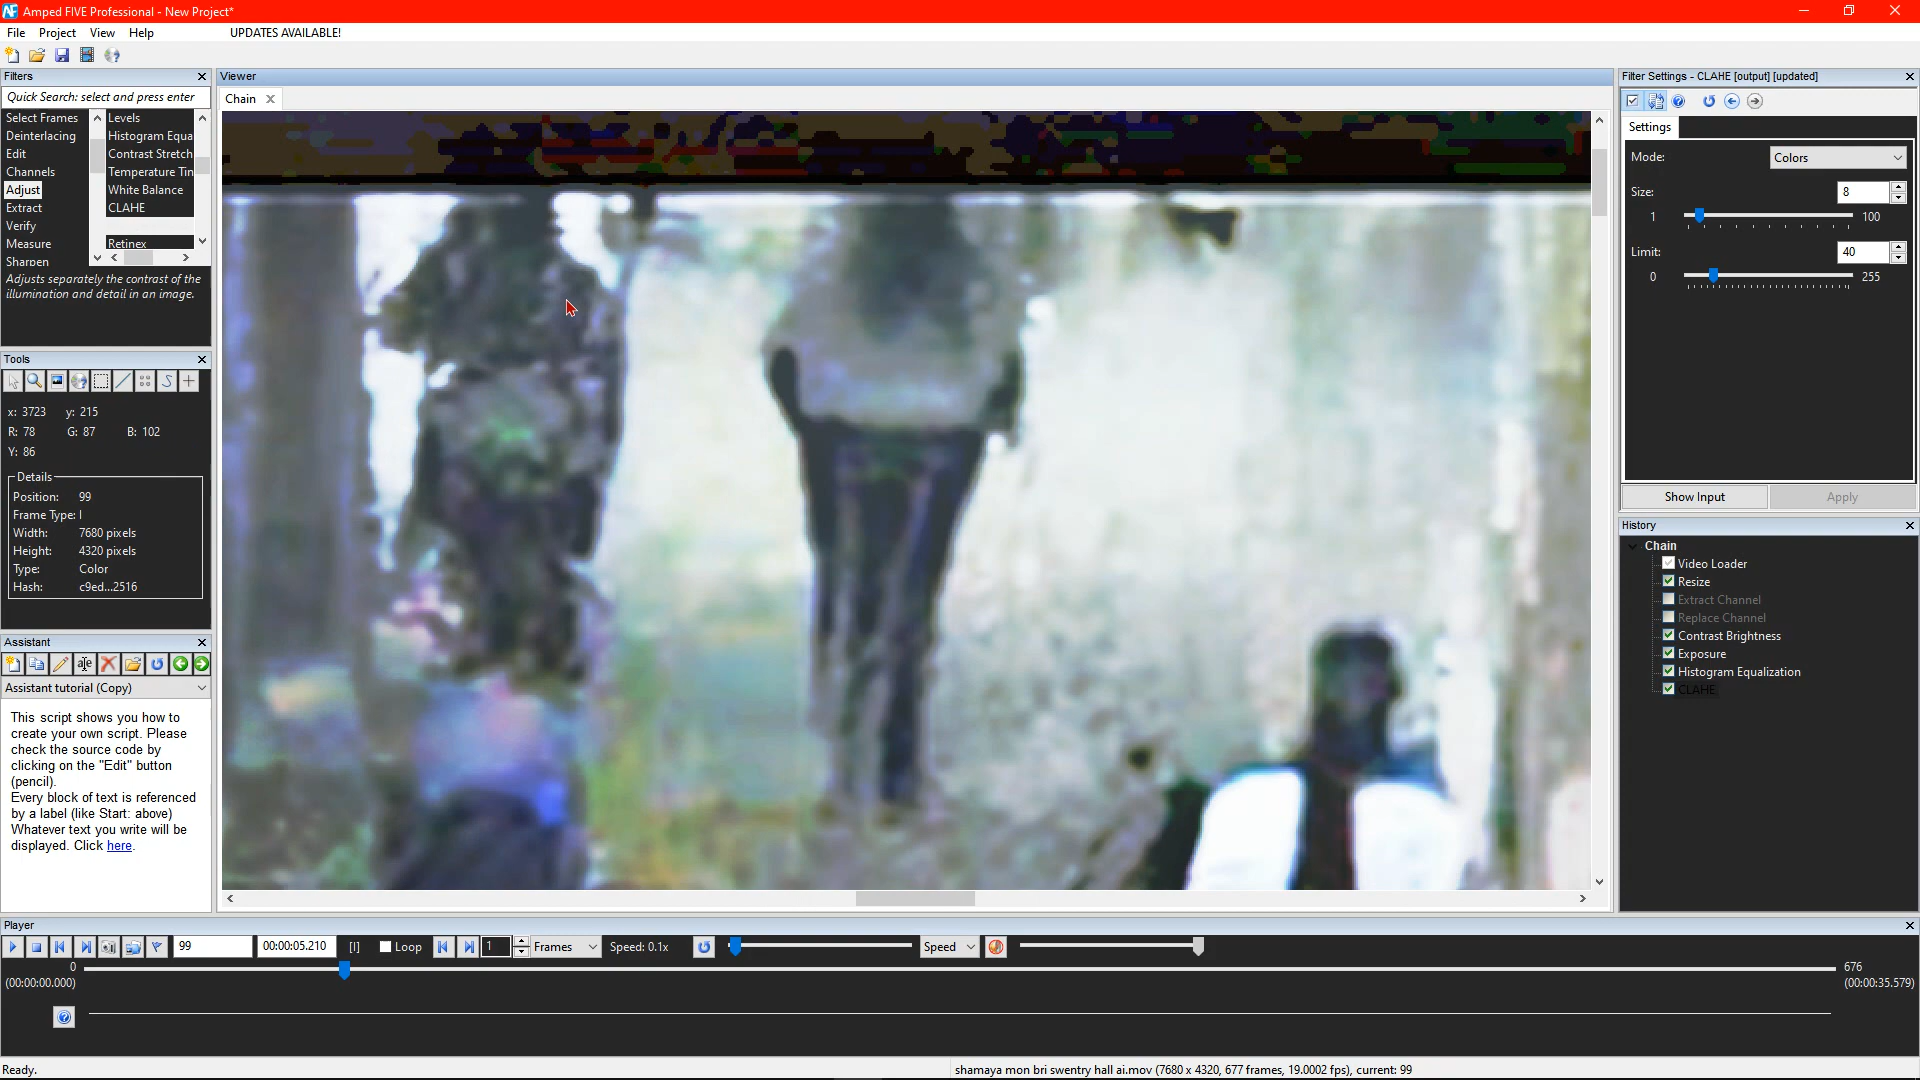 Amped FIVE Professional - New Project*
File Project View Help UPDATES AVAILABLE!
Filters
Quick Search: select and press enter
Select Frames
Deinterlacing
Edit
Channels
Adjust
Extract
Verify
Measure
Sharpen
Levels
Histogram Equa
Contrast Stretch
Temperature Tin
White Balance
CLAHE
Retinex
Adjusts separately the contrast of the
illumination and detail in an image.
Tools
x: 3723 y: 215
R: 78 G: 87 B: 102
Y: 86
Details
Position: 99
Frame Type: I
Width: 7680 pixels
Height: 4320 pixels
Type: Color
Hash: c9ed...2516
Assistant
Assistant tutorial (Copy)
This script shows you how to
create your own script. Please
check the source code by
clicking on the "Edit" button
(pencil).
Every block of text is referenced
by a label (like Start: above)
Whatever text you write will be
displayed. Click here.
Viewer
Chain
Filter Settings - CLAHE [output] [updated]
Settings
Mode: Colors
Size: 8
1 100
Limit: 40
0 255
Show Input Apply
History
Chain
Video Loader
Resize
Extract Channel
Replace Channel
Contrast Brightness
Exposure
Histogram Equalization
CLAHE
Player
99 00:00:05.210 [I] Loop 1 Frames Speed: 0.1x Speed
0 676
(00:00:00.000) (00:00:35.579)
Ready. shamaya mon bri swentry hall ai.mov (7680 x 4320, 677 frames, 19.0002 fps), current: 99